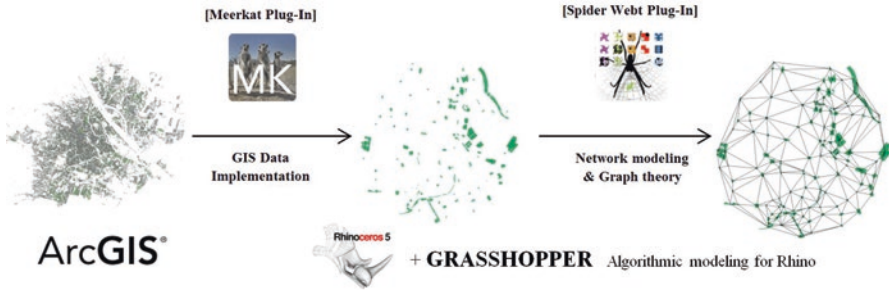 [Meerkat Plug-In]
[Spider Webt Plug-In]
MK
GIS Data
Implementation
Network modeling
& Graph theory
ArcGIS®
Rhinoceros 5
+ GRASSHOPPER Algorithmic modeling for Rhino